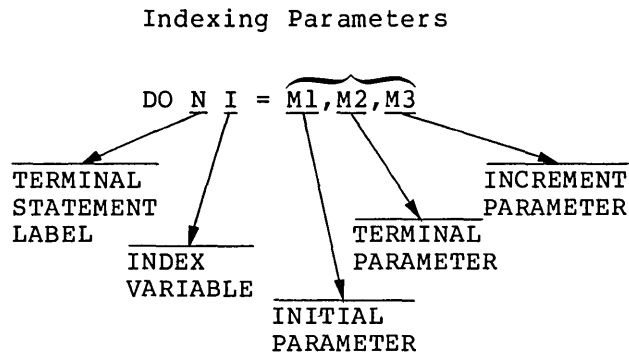 Indexing Parameters
DO N I = M1,M2,M3
TERMINAL
STATEMENT
LABEL
INDEX
VARIABLE
INITIAL
PARAMETER
TERMINAL
PARAMETER
INCREMENT
PARAMETER